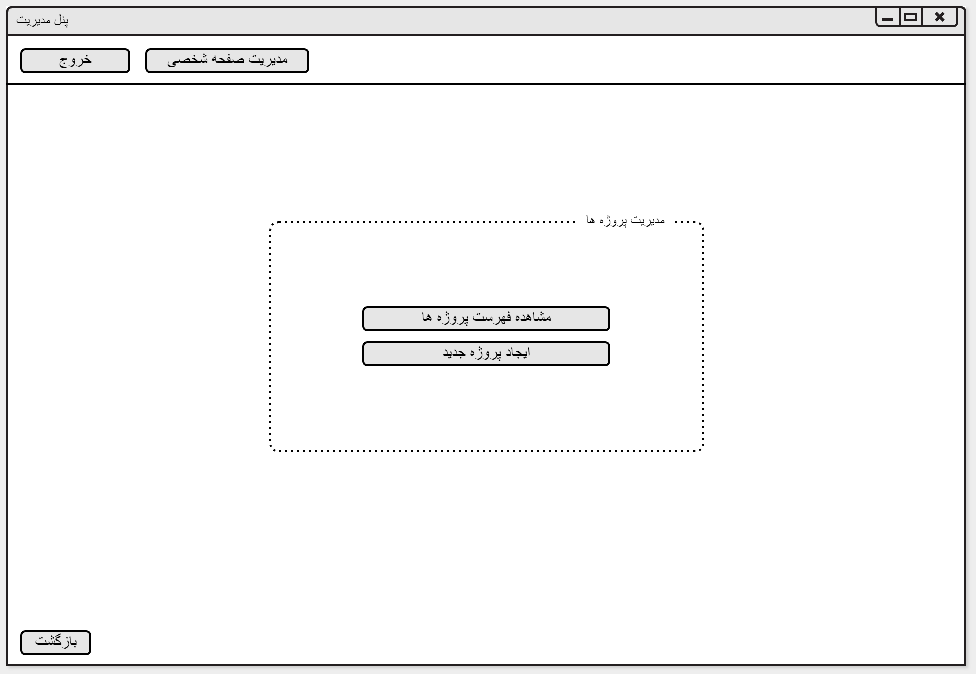 پنل مدیریت
مدیریت صفحه شخصی
خروج
مدیریت پروژه ها
مشاهده فهرست پروژه ها
ایجاد پروژه جدید
بازگشت